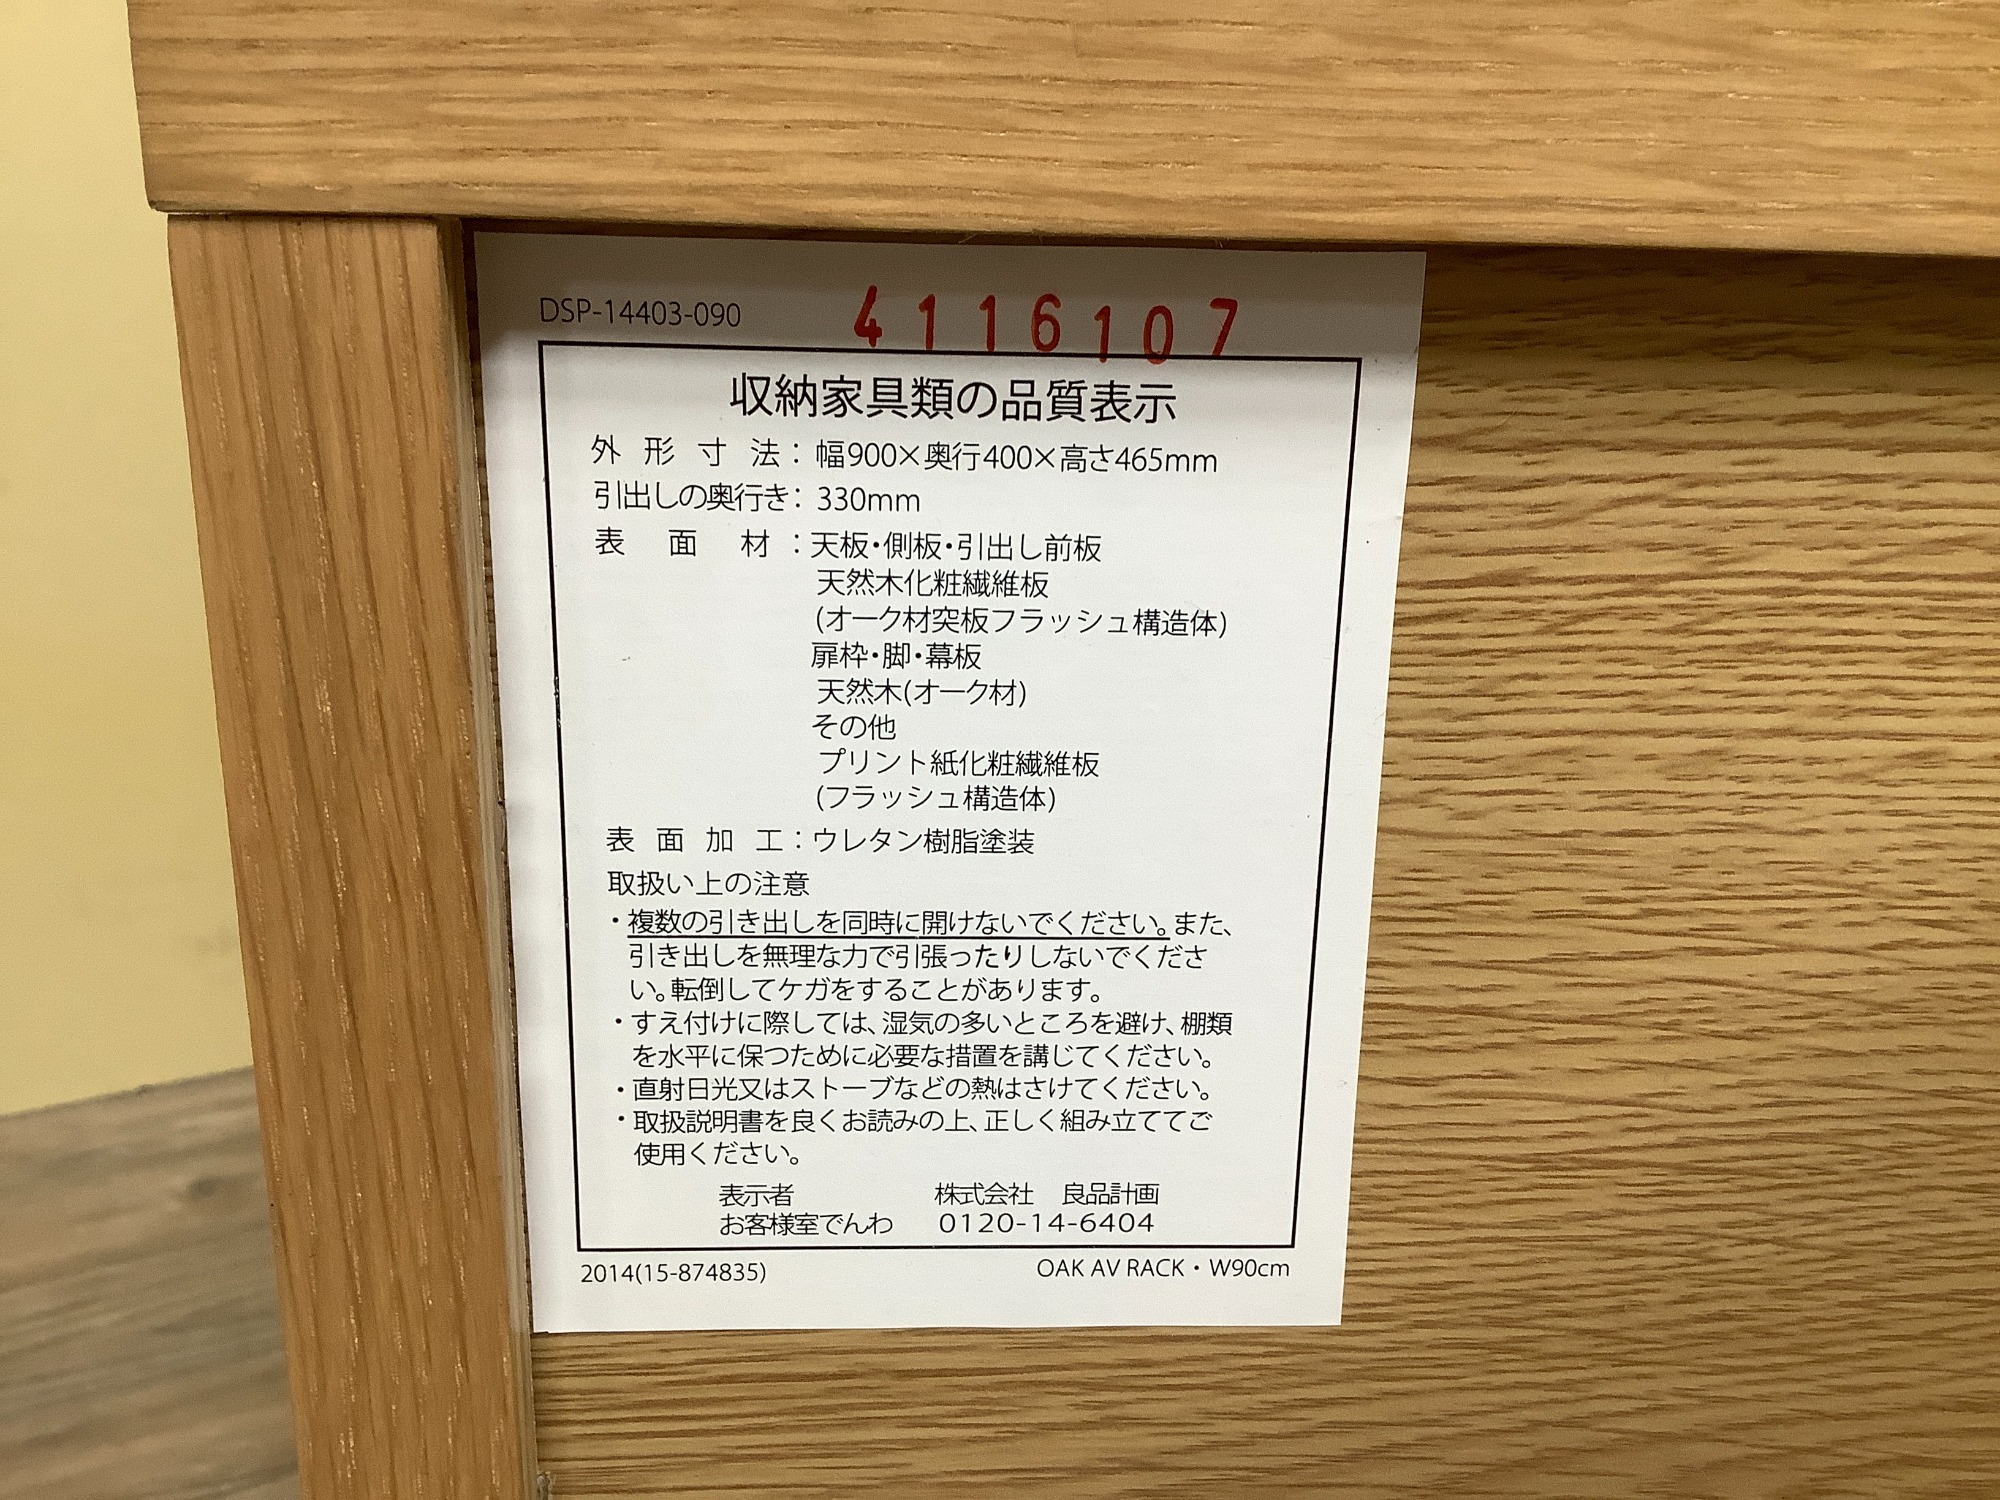 DSP-14403-090
4116107
収納家具類の品質表示
外形寸法：幅900×奥行400×高さ465mm
引出しの奥行き：330mm
表面材：天板・側板・引出し前板
天然木化粧繊維板
(オーク材突板フラッシュ構造体)
扉枠・脚・幕板
天然木(オーク材)
その他
プリント紙化粧繊維板
(フラッシュ構造体)
表面加工：ウレタン樹脂塗装
取扱い上の注意
・複数の引き出しを同時に開けないでください。また、
引き出しを無理な力で引張ったりしないでくださ
い。転倒してケガをすることがあります。
・すえ付けに際しては、湿気の多いところを避け、棚類
を水平に保つために必要な措置を講じてください。
・直射日光又はストーブなどの熱はさけてください。
・取扱説明書を良くお読みの上、正しく組み立ててご
使用ください。
表示者 株式会社 良品計画
お客様室でんわ 0120-14-6404
2014(15-874835)
OAK AV RACK・W90cm